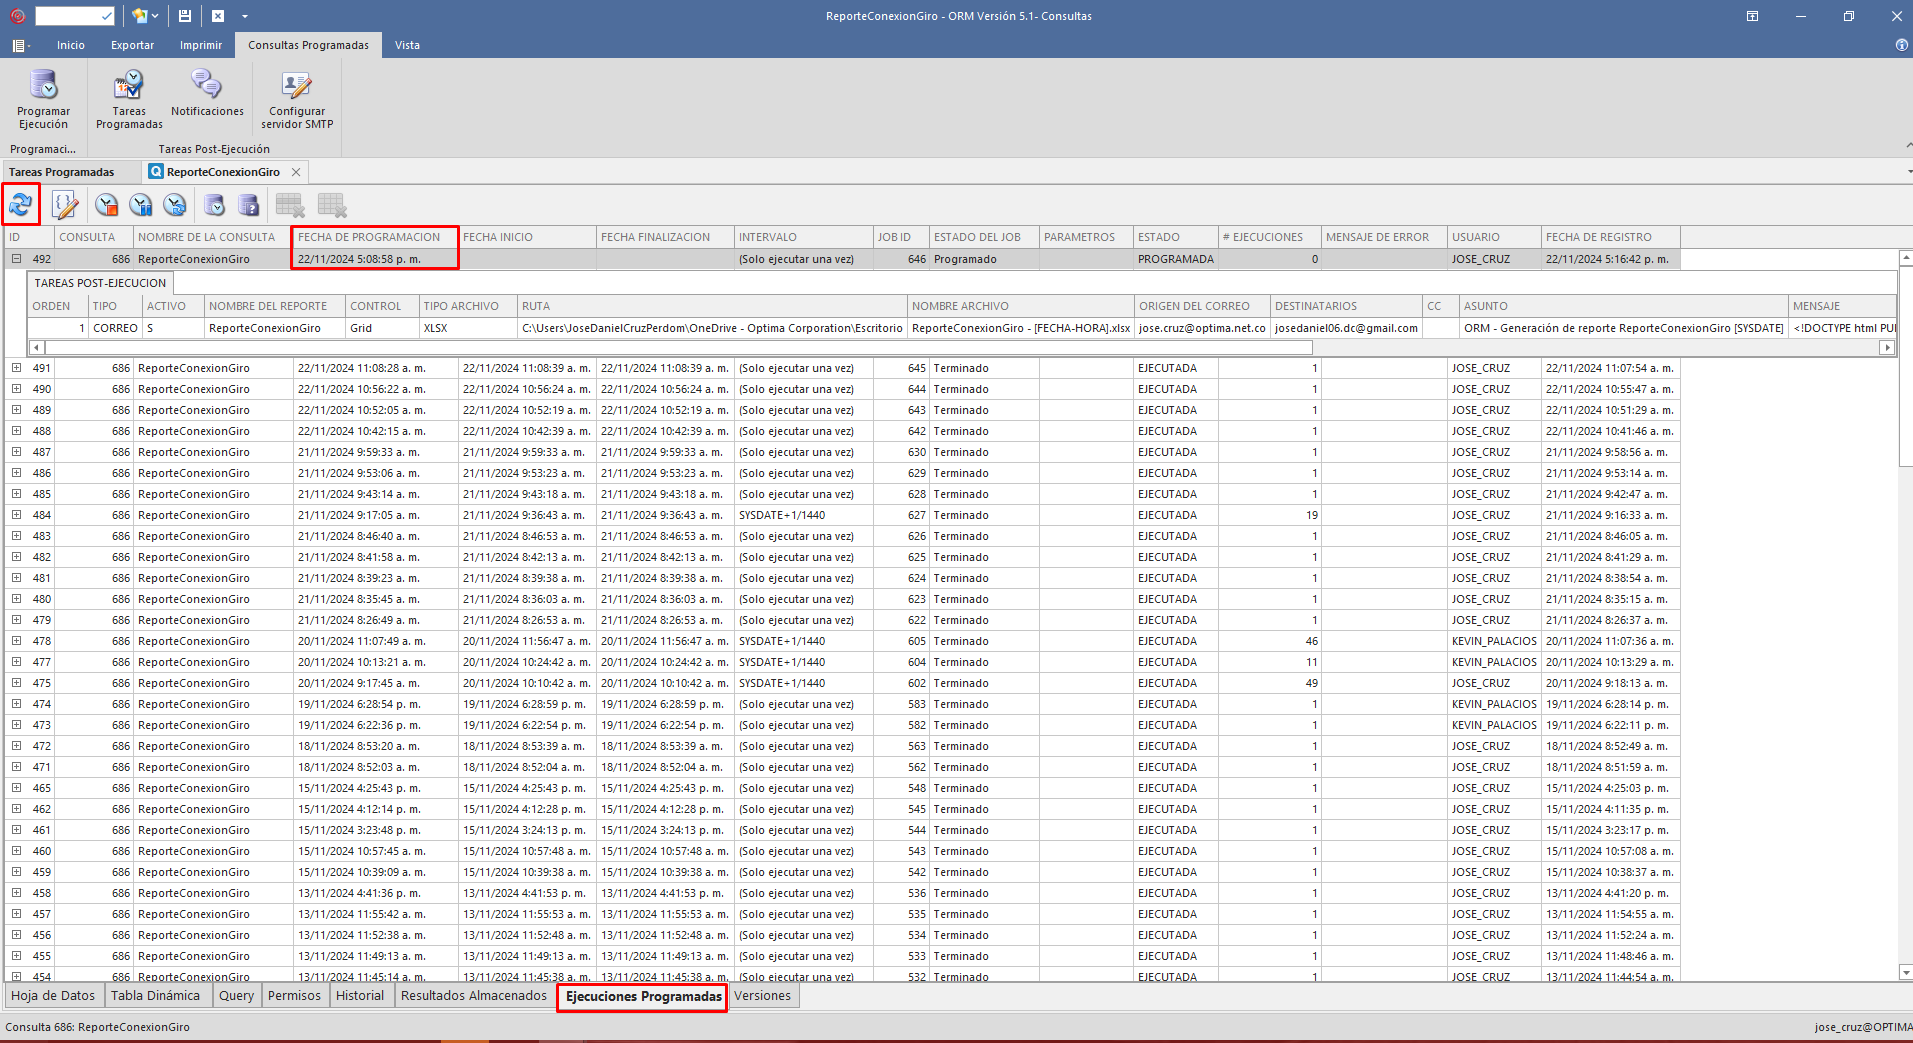 ReporteConexionGiro - ORM Versión 5.1- Consultas
Inicio Exportar Imprimir Consultas Programadas Vista
Programar Ejecución Tareas Programadas Notificaciones Configurar servidor SMTP
Programaci... Tareas Post-Ejecución
Tareas Programadas ReporteConexionGiro
ID CONSULTA NOMBRE DE LA CONSULTA FECHA DE PROGRAMACION FECHA INICIO FECHA FINALIZACION INTERVALO JOB ID ESTADO DEL JOB PARAMETROS ESTADO # EJECUCIONES MENSAJE DE ERROR USUARIO FECHA DE REGISTRO
492 686 ReporteConexionGiro 22/11/2024 5:08:58 p. m. (Solo ejecutar una vez) 646 Programado PROGRAMADA 0 JOSE_CRUZ 22/11/2024 5:16:42 p. m.
TAREAS POST-EJECUCION
ORDEN TIPO ACTIVO NOMBRE DEL REPORTE CONTROL TIPO ARCHIVO RUTA NOMBRE ARCHIVO ORIGEN DEL CORREO DESTINATARIOS CC ASUNTO MENSAJE
1 CORREO S ReporteConexionGiro Grid XLSX C:\Users\JoseDanielCruzPerdom\OneDrive - Optima Corporation\Escritorio ReporteConexionGiro - [FECHA-HORA].xlsx jose.cruz@optima.net.co josedaniel06.dc@gmail.com ORM - Generación de reporte ReporteConexionGiro [SYSDATE] <!DOCTYPE html PUI
491 686 ReporteConexionGiro 22/11/2024 11:08:28 a. m. 22/11/2024 11:08:39 a. m. 22/11/2024 11:08:39 a. m. (Solo ejecutar una vez) 645 Terminado EJECUTADA 1 JOSE_CRUZ 22/11/2024 11:07:54 a. m.
490 686 ReporteConexionGiro 22/11/2024 10:56:22 a. m. 22/11/2024 10:56:24 a. m. 22/11/2024 10:56:24 a. m. (Solo ejecutar una vez) 644 Terminado EJECUTADA 1 JOSE_CRUZ 22/11/2024 10:55:47 a. m.
489 686 ReporteConexionGiro 22/11/2024 10:52:05 a. m. 22/11/2024 10:52:19 a. m. 22/11/2024 10:52:19 a. m. (Solo ejecutar una vez) 643 Terminado EJECUTADA 1 JOSE_CRUZ 22/11/2024 10:51:29 a. m.
488 686 ReporteConexionGiro 22/11/2024 10:42:15 a. m. 22/11/2024 10:42:39 a. m. 22/11/2024 10:42:39 a. m. (Solo ejecutar una vez) 642 Terminado EJECUTADA 1 JOSE_CRUZ 22/11/2024 10:41:46 a. m.
487 686 ReporteConexionGiro 21/11/2024 9:59:33 a. m. 21/11/2024 9:59:33 a. m. 21/11/2024 9:59:33 a. m. (Solo ejecutar una vez) 630 Terminado EJECUTADA 1 JOSE_CRUZ 21/11/2024 9:58:56 a. m.
486 686 ReporteConexionGiro 21/11/2024 9:53:06 a. m. 21/11/2024 9:53:23 a. m. 21/11/2024 9:53:23 a. m. (Solo ejecutar una vez) 629 Terminado EJECUTADA 1 JOSE_CRUZ 21/11/2024 9:53:14 a. m.
485 686 ReporteConexionGiro 21/11/2024 9:43:14 a. m. 21/11/2024 9:43:18 a. m. 21/11/2024 9:43:18 a. m. (Solo ejecutar una vez) 628 Terminado EJECUTADA 1 JOSE_CRUZ 21/11/2024 9:42:47 a. m.
484 686 ReporteConexionGiro 21/11/2024 9:17:05 a. m. 21/11/2024 9:36:43 a. m. 21/11/2024 9:36:43 a. m. SYSDATE+1/1440 627 Terminado EJECUTADA 19 JOSE_CRUZ 21/11/2024 9:16:33 a. m.
483 686 ReporteConexionGiro 21/11/2024 8:46:40 a. m. 21/11/2024 8:46:53 a. m. 21/11/2024 8:46:53 a. m. (Solo ejecutar una vez) 626 Terminado EJECUTADA 1 JOSE_CRUZ 21/11/2024 8:46:05 a. m.
482 686 ReporteConexionGiro 21/11/2024 8:41:58 a. m. 21/11/2024 8:42:13 a. m. 21/11/2024 8:42:13 a. m. (Solo ejecutar una vez) 625 Terminado EJECUTADA 1 JOSE_CRUZ 21/11/2024 8:41:29 a. m.
481 686 ReporteConexionGiro 21/11/2024 8:39:23 a. m. 21/11/2024 8:39:38 a. m. 21/11/2024 8:39:38 a. m. (Solo ejecutar una vez) 624 Terminado EJECUTADA 1 JOSE_CRUZ 21/11/2024 8:38:54 a. m.
480 686 ReporteConexionGiro 21/11/2024 8:35:45 a. m. 21/11/2024 8:36:03 a. m. 21/11/2024 8:36:03 a. m. (Solo ejecutar una vez) 623 Terminado EJECUTADA 1 JOSE_CRUZ 21/11/2024 8:35:15 a. m.
479 686 ReporteConexionGiro 21/11/2024 8:26:49 a. m. 21/11/2024 8:26:53 a. m. 21/11/2024 8:26:53 a. m. (Solo ejecutar una vez) 622 Terminado EJECUTADA 1 JOSE_CRUZ 21/11/2024 8:26:37 a. m.
478 686 ReporteConexionGiro 20/11/2024 11:07:49 a. m. 20/11/2024 11:56:47 a. m. 20/11/2024 11:56:47 a. m. SYSDATE+1/1440 605 Terminado EJECUTADA 46 KEVIN_PALACIOS 20/11/2024 11:07:36 a. m.
477 686 ReporteConexionGiro 20/11/2024 10:13:21 a. m. 20/11/2024 10:24:42 a. m. 20/11/2024 10:24:42 a. m. SYSDATE+1/1440 604 Terminado EJECUTADA 11 KEVIN_PALACIOS 20/11/2024 10:13:29 a. m.
475 686 ReporteConexionGiro 20/11/2024 9:17:45 a. m. 20/11/2024 10:10:42 a. m. 20/11/2024 10:10:42 a. m. SYSDATE+1/1440 602 Terminado EJECUTADA 49 JOSE_CRUZ 20/11/2024 9:18:13 a. m.
474 686 ReporteConexionGiro 19/11/2024 6:28:54 p. m. 19/11/2024 6:28:59 p. m. 19/11/2024 6:28:59 p. m. (Solo ejecutar una vez) 583 Terminado EJECUTADA 1 KEVIN_PALACIOS 19/11/2024 6:28:14 p. m.
473 686 ReporteConexionGiro 19/11/2024 6:22:36 p. m. 19/11/2024 6:22:54 p. m. 19/11/2024 6:22:54 p. m. (Solo ejecutar una vez) 582 Terminado EJECUTADA 1 KEVIN_PALACIOS 19/11/2024 6:22:11 p. m.
472 686 ReporteConexionGiro 18/11/2024 8:53:20 a. m. 18/11/2024 8:53:39 a. m. 18/11/2024 8:53:39 a. m. (Solo ejecutar una vez) 563 Terminado EJECUTADA 1 JOSE_CRUZ 18/11/2024 8:52:49 a. m.
471 686 ReporteConexionGiro 18/11/2024 8:52:03 a. m. 18/11/2024 8:52:04 a. m. 18/11/2024 8:52:04 a. m. (Solo ejecutar una vez) 562 Terminado EJECUTADA 1 JOSE_CRUZ 18/11/2024 8:51:59 a. m.
465 686 ReporteConexionGiro 15/11/2024 4:25:43 p. m. 15/11/2024 4:25:43 p. m. 15/11/2024 4:25:43 p. m. (Solo ejecutar una vez) 548 Terminado EJECUTADA 1 JOSE_CRUZ 15/11/2024 4:25:03 p. m.
462 686 ReporteConexionGiro 15/11/2024 4:12:14 p. m. 15/11/2024 4:12:28 p. m. 15/11/2024 4:12:28 p. m. (Solo ejecutar una vez) 545 Terminado EJECUTADA 1 JOSE_CRUZ 15/11/2024 4:11:35 p. m.
461 686 ReporteConexionGiro 15/11/2024 3:23:48 p. m. 15/11/2024 3:24:13 p. m. 15/11/2024 3:24:13 p. m. (Solo ejecutar una vez) 544 Terminado EJECUTADA 1 JOSE_CRUZ 15/11/2024 3:23:17 p. m.
460 686 ReporteConexionGiro 15/11/2024 10:57:45 a. m. 15/11/2024 10:57:48 a. m. 15/11/2024 10:57:48 a. m. (Solo ejecutar una vez) 543 Terminado EJECUTADA 1 JOSE_CRUZ 15/11/2024 10:57:08 a. m.
459 686 ReporteConexionGiro 15/11/2024 10:39:09 a. m. 15/11/2024 10:39:38 a. m. 15/11/2024 10:39:38 a. m. (Solo ejecutar una vez) 542 Terminado EJECUTADA 1 JOSE_CRUZ 15/11/2024 10:38:37 a. m.
458 686 ReporteConexionGiro 13/11/2024 4:41:36 p. m. 13/11/2024 4:41:53 p. m. 13/11/2024 4:41:53 p. m. (Solo ejecutar una vez) 536 Terminado EJECUTADA 1 JOSE_CRUZ 13/11/2024 4:41:20 p. m.
457 686 ReporteConexionGiro 13/11/2024 11:55:42 a. m. 13/11/2024 11:55:53 a. m. 13/11/2024 11:55:53 a. m. (Solo ejecutar una vez) 535 Terminado EJECUTADA 1 JOSE_CRUZ 13/11/2024 11:54:55 a. m.
456 686 ReporteConexionGiro 13/11/2024 11:52:38 a. m. 13/11/2024 11:52:48 a. m. 13/11/2024 11:52:48 a. m. (Solo ejecutar una vez) 534 Terminado EJECUTADA 1 JOSE_CRUZ 13/11/2024 11:52:24 a. m.
455 686 ReporteConexionGiro 13/11/2024 11:49:13 a. m. 13/11/2024 11:49:13 a. m. 13/11/2024 11:49:13 a. m. (Solo ejecutar una vez) 533 Terminado EJECUTADA 1 JOSE_CRUZ 13/11/2024 11:48:46 a. m.
454 686 ReporteConexionGiro 13/11/2024 11:45:14 a. m. 13/11/2024 11:45:38 a. m. 13/11/2024 11:45:38 a. m. (Solo ejecutar una vez) 532 Terminado EJECUTADA 1 JOSE_CRUZ 13/11/2024 11:44:54 a. m.
Hoja de Datos Tabla Dinámica Query Permisos Historial Resultados Almacenados Ejecuciones Programadas Versiones
Consulta 686: ReporteConexionGiro jose_cruz@OPTIMA